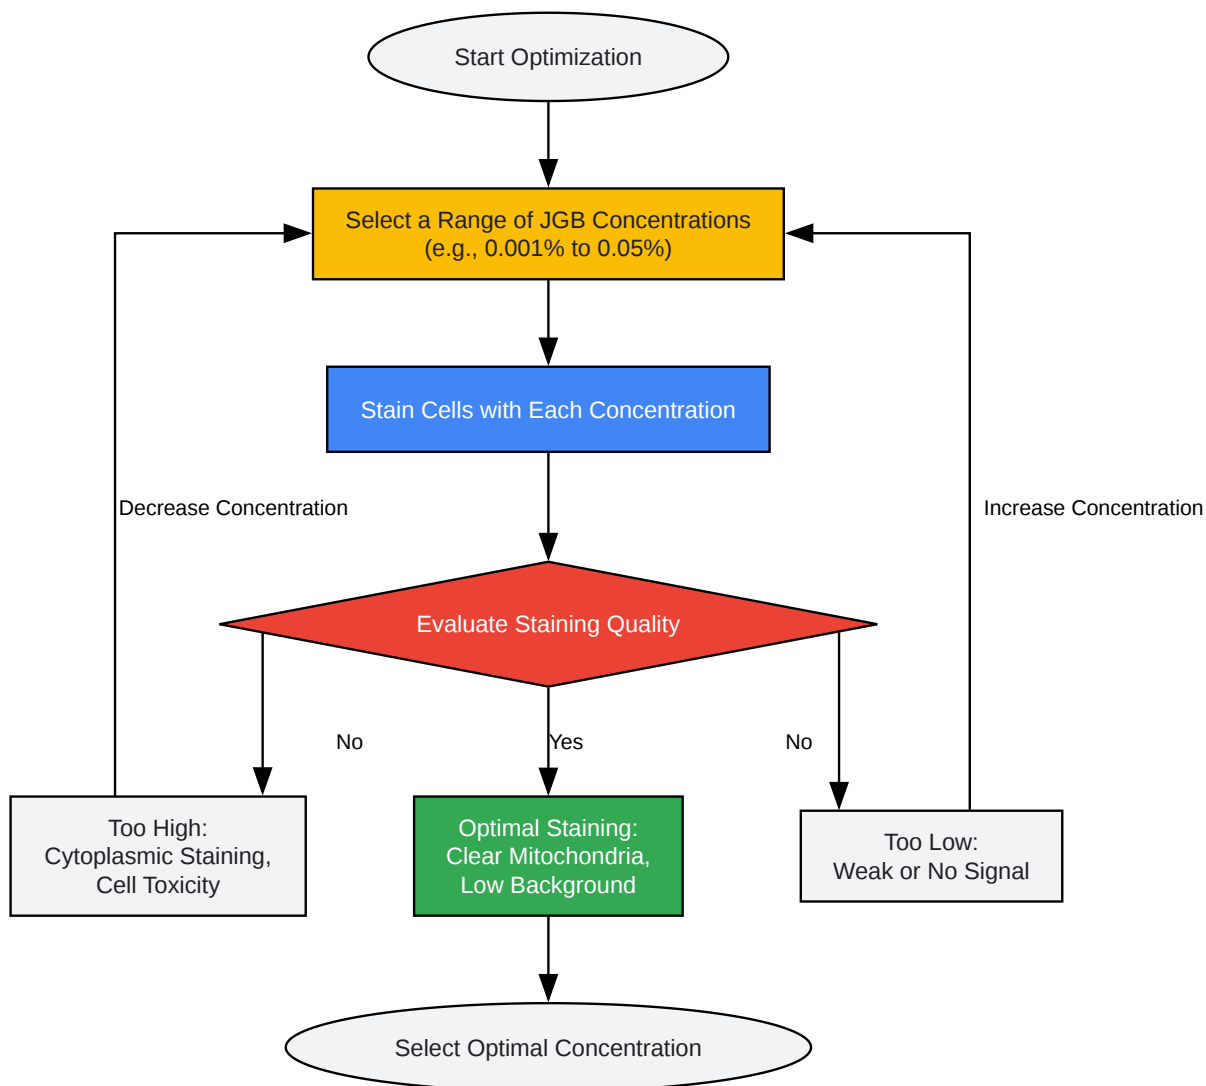 Start Optimization
Select a Range of JGB Concentrations
(e.g., 0.001% to 0.05%)
Stain Cells with Each Concentration
Decrease Concentration
Increase Concentration
Evaluate Staining Quality
No
Yes
No
Too High:
Cytoplasmic Staining,
Cell Toxicity
Optimal Staining:
Clear Mitochondria,
Low Background
Too Low:
Weak or No Signal
Select Optimal Concentration